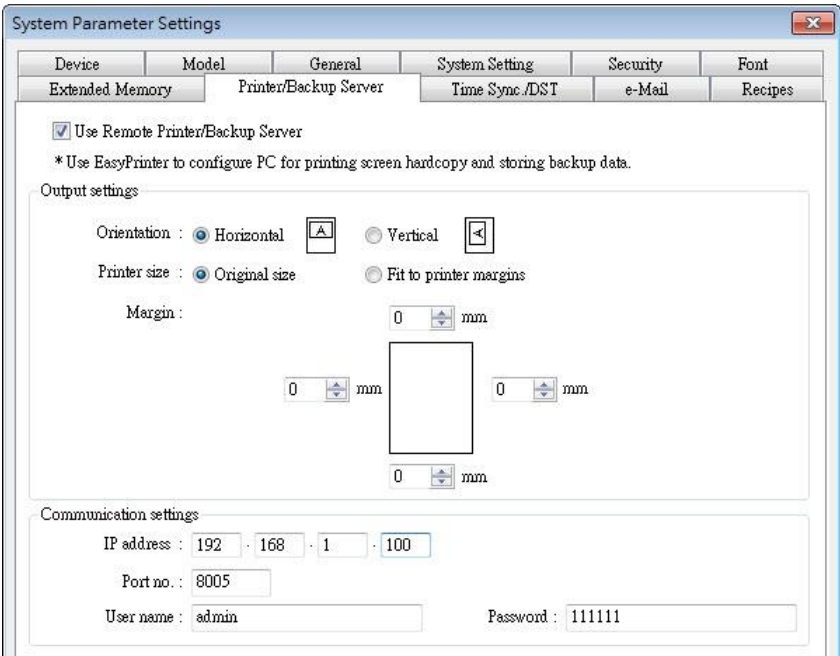 System Parameter Settings
Device Model General System Setting Security Font
Extended Memory Printer/Backup Server Time Sync./DST e-Mail Recipes
Use Remote Printer/Backup Server
* Use EasyPrinter to configure PC for printing screen hardcopy and storing backup data.
Output settings
Orientation : Horizontal A Vertical A
Printer size : Original size Fit to printer margins
Margin : 0 mm
0 mm 0 mm
0 mm
Communication settings
IP address : 192 . 168 . 1 . 100
Port no. : 8005
User name : admin Password : 111111